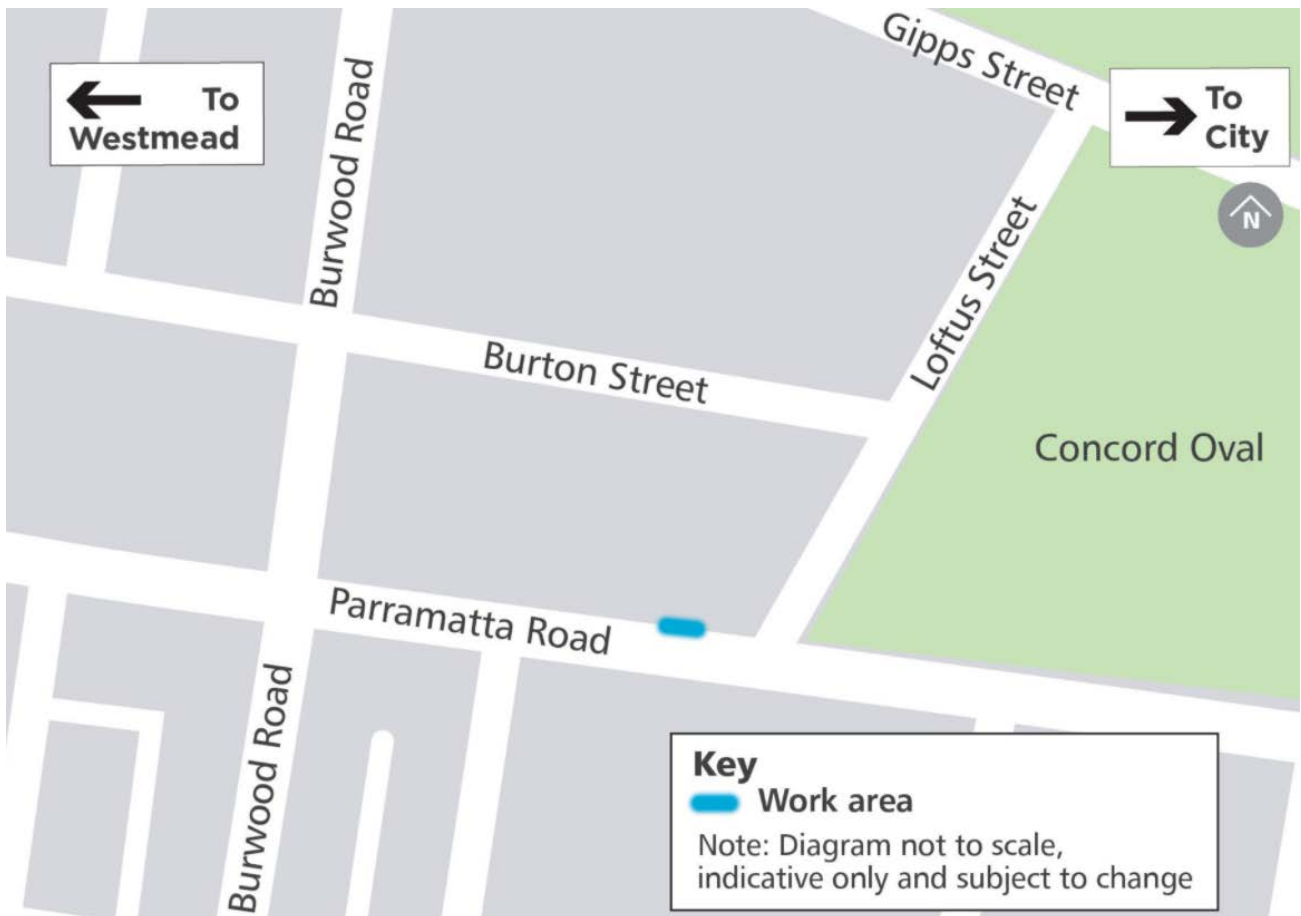 Gipps Street
To
Westmead
To
City
N
Burwood Road
Loftus Street
Burton Street
Concord Oval
Parramatta Road
Burwood Road
Key
Work area
Note: Diagram not to scale,
indicative only and subject to change